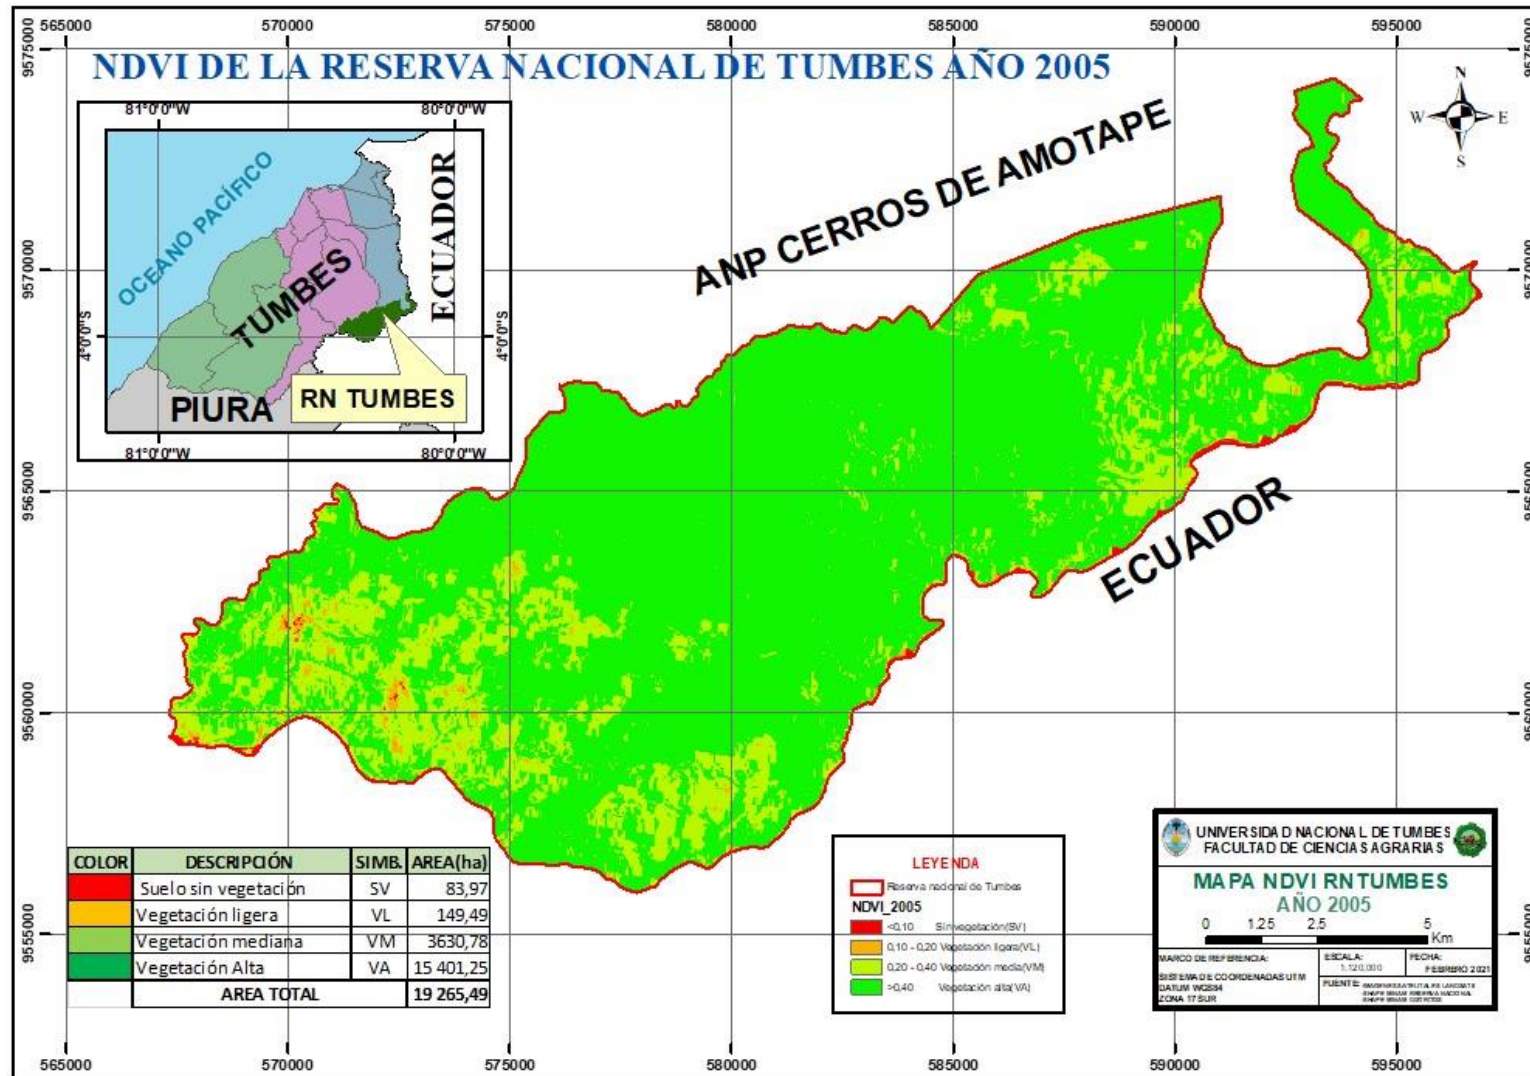 565000 570000 575000 580000 585000 590000 595000
9575000 9575000
NDVI DE LA RESERVA NACIONAL DE TUMBES AÑO 2005
81°0'0"W 80°0'0"W
N
W E
S
OCEANO PACÍFICO
ECUADOR
TUMBES
4°0'0"S 4°0'0"S
PIURA
RN TUMBES
81°0'0"W 80°0'0"W
ANP CERROS DE AMOTAPE
9570000 9570000
9565000 9565000
ECUADOR
9560000 9560000
COLOR DESCRIPCIÓN SIMB. AREA(ha)
Suelo sin vegetación SV 83,97
Vegetación ligera VL 149,49
Vegetación mediana VM 3630,78
Vegetación Alta VA 15 401,25
AREA TOTAL 19 265,49
LEYENDA
Reserva nacional de Tumbes
NDVI_2005
<0,10 Sin vegetación(SV)
0,10 - 0,20 Vegetación ligera(VL)
0,20 - 0,40 Vegetación media(VM)
>0,40 Vegetación alta(VA)
UNIVERSIDAD NACIONAL DE TUMBES
FACULTAD DE CIENCIAS AGRARIAS
MAPA NDVI RN TUMBES
AÑO 2005
0 1.25 2.5 5
Km
MARCO DE REFERENCIA:
SISTEMA DE COORDENADAS UTM
DATUM WGS84
ZONA 17 SUR
ESCALA:
1:120,000
FECHA:
FEBRERO 2021
FUENTE:
9555000 9555000
565000 570000 575000 580000 585000 590000 595000